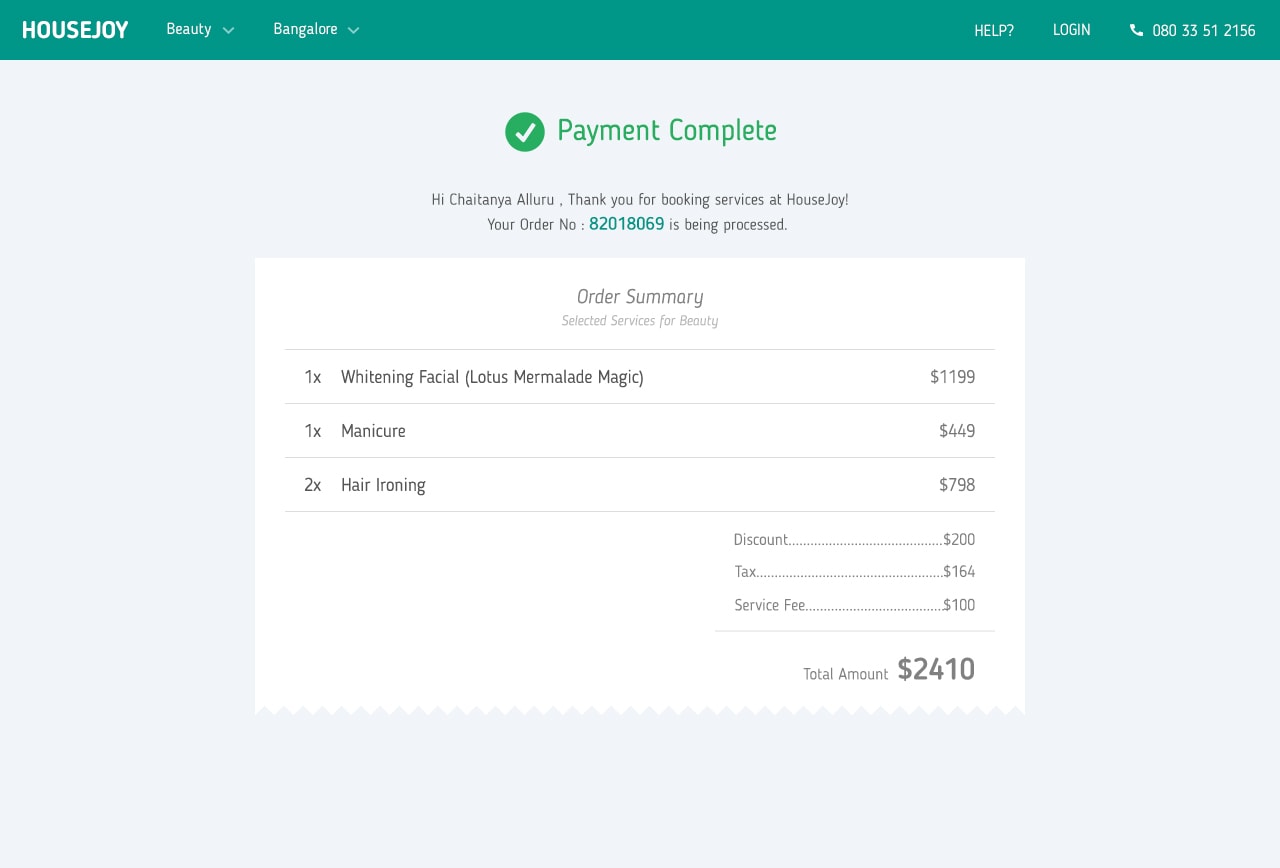 HOUSEJOY Beauty Bangalore HELP? LOGIN 080 33 51 2156
Payment Complete
Hi Chaitanya Alluru , Thank you for booking services at HouseJoy!
Your Order No : 82018069 is being processed.
Order Summary
Selected Services for Beauty
1x Whitening Facial (Lotus Mermalade Magic) $1199
1x Manicure $449
2x Hair Ironing $798
Discount..........................................$200
Tax...................................................$164
Service Fee......................................$100
Total Amount $2410